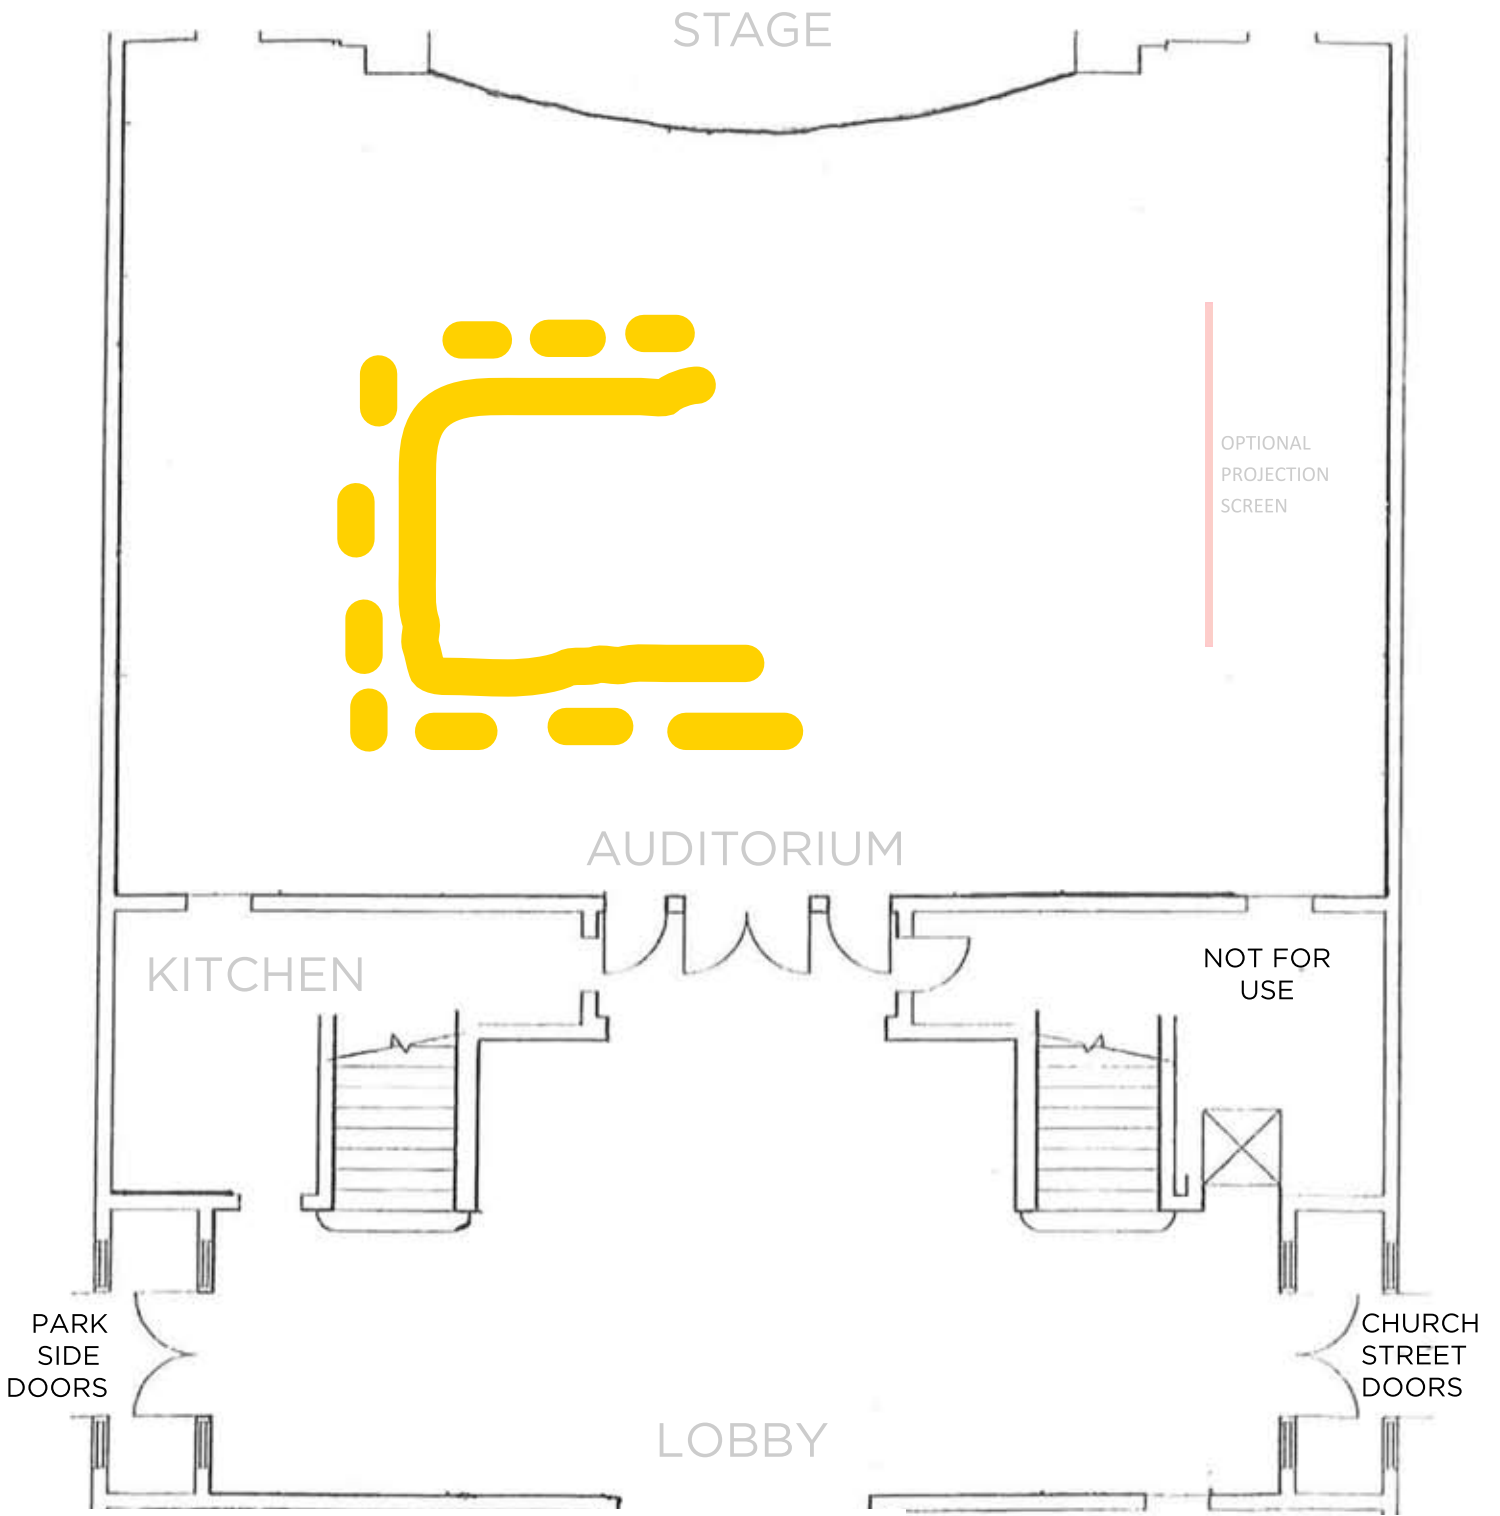 STAGE
OPTIONAL
PROJECTION
SCREEN
AUDITORIUM
KITCHEN
NOT FOR
USE
PARK
SIDE
DOORS
CHURCH
STREET
DOORS
LOBBY